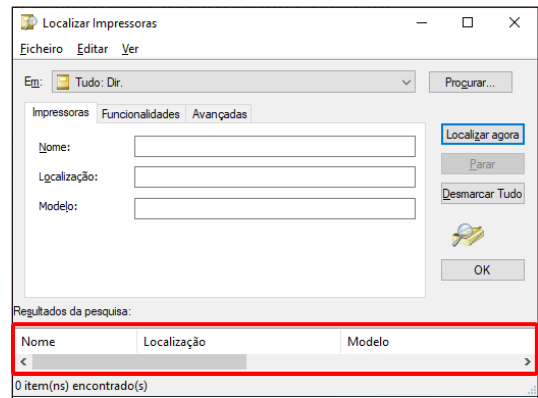 Localizar Impressoras
Ficheiro Editar Ver
Em: Tudo: Dir. Procurar...
Impressoras Funcionalidades Avançadas
Localizar agora
Nome:
Parar
Localização:
Desmarcar Tudo
Modelo:
OK
Resultados da pesquisa:
Nome Localização Modelo
0 item(ns) encontrado(s)